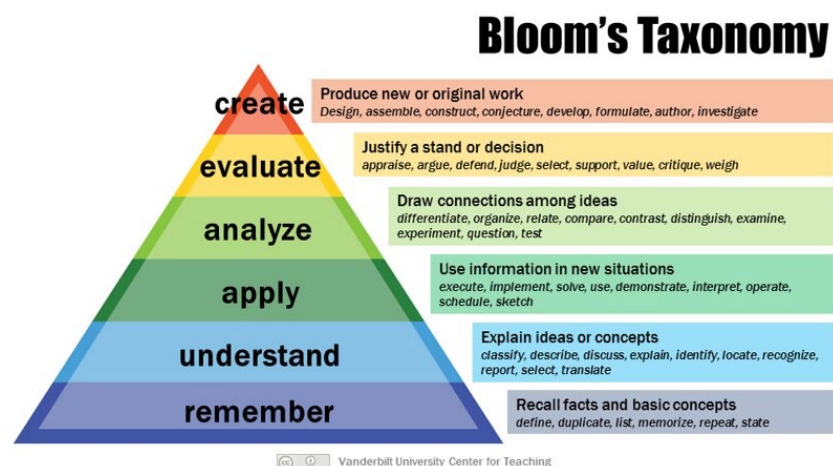 Bloom's Taxonomy
create
Produce new or original work
Design, assemble, construct, conjecture, develop, formulate, author, investigate
evaluate
Justify a stand or decision
appraise, argue, defend, judge, select, support, value, critique, weigh
analyze
Draw connections among ideas
differentiate, organize, relate, compare, contrast, distinguish, examine,
experiment, question, test
apply
Use information in new situations
execute, implement, solve, use, demonstrate, interpret, operate,
schedule, sketch
understand
Explain ideas or concepts
classify, describe, discuss, explain, identify, locate, recognize,
report, select, translate
remember
Recall facts and basic concepts
define, duplicate, list, memorize, repeat, state
cc
Vanderbilt University Center for Teaching